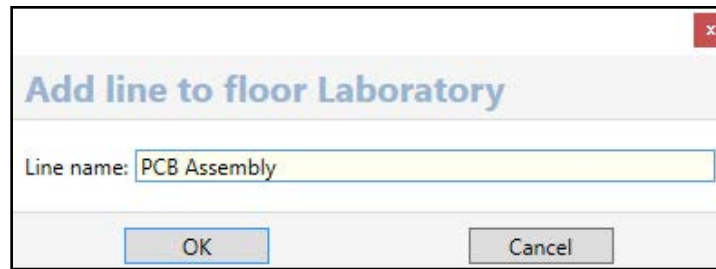 x
Add line to floor Laboratory
Line name: PCB Assembly
OK Cancel